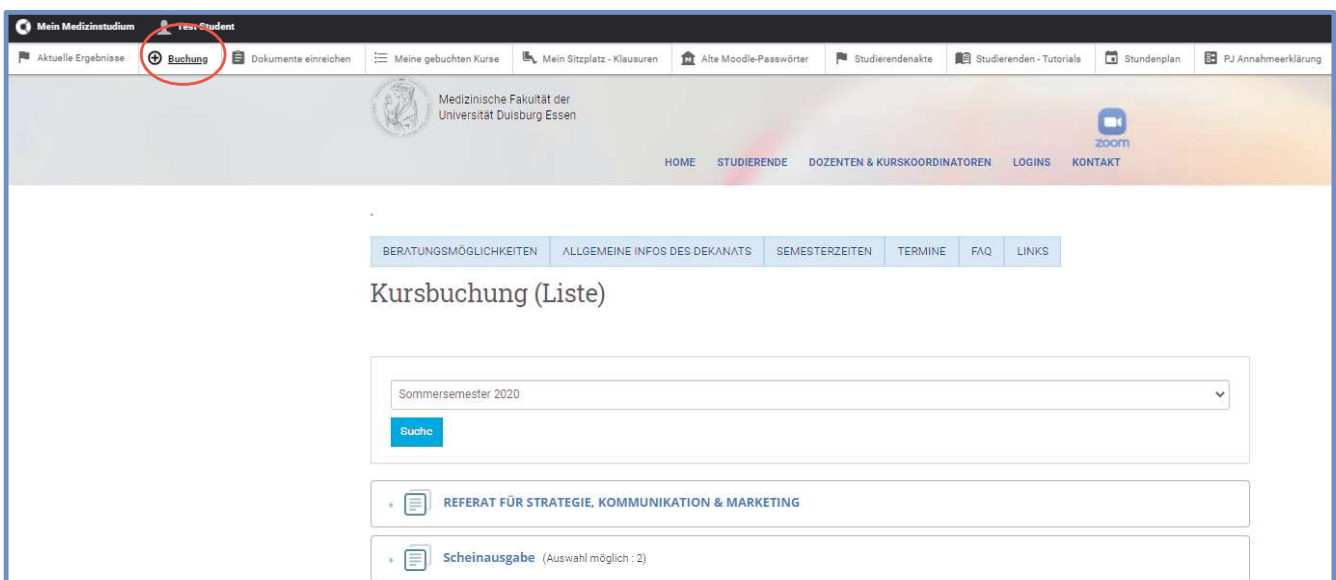 Mein Medizinstudium Test Student
Aktuelle Ergebnisse Buchung Dokumente einreichen Meine gebuchten Kurse Mein Sitzplatz - Klausuren Alte Moodle-Passwörter Studierendenakte Studierenden - Tutorials Stundenplan PJ Annahmeerklärung
Medizinische Fakultät der
Universität Duisburg Essen
zoom
HOME STUDIERENDE DOZENTEN & KURSKOORDINATOREN LOGINS KONTAKT
.
BERATUNGSMÖGLICHKEITEN ALLGEMEINE INFOS DES DEKANATS SEMESTERZEITEN TERMINE FAQ LINKS
Kursbuchung (Liste)
Sommersemester 2020
Suche
REFERAT FÜR STRATEGIE, KOMMUNIKATION & MARKETING
Scheinausgabe (Auswahl möglich : 2)